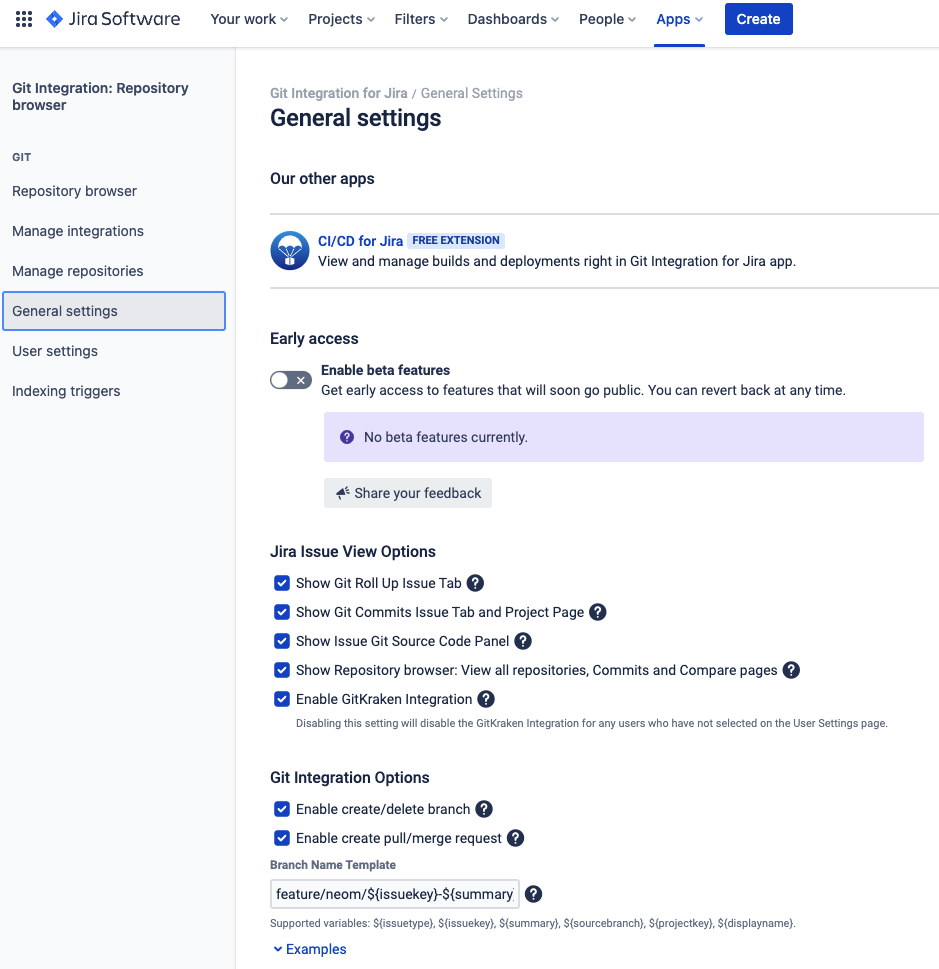 Jira Software Your work Projects Filters Dashboards People Apps Create
Git Integration: Repository
browser
GIT
Repository browser
Manage integrations
Manage repositories
General settings
User settings
Indexing triggers
Git Integration for Jira / General Settings
General settings
Our other apps
CI/CD for Jira FREE EXTENSION
View and manage builds and deployments right in Git Integration for Jira app.
Early access
Enable beta features
Get early access to features that will soon go public. You can revert back at any time.
No beta features currently.
Share your feedback
Jira Issue View Options
Show Git Roll Up Issue Tab
Show Git Commits Issue Tab and Project Page
Show Issue Git Source Code Panel
Show Repository browser: View all repositories, Commits and Compare pages
Enable GitKraken Integration
Disabling this setting will disable the GitKraken Integration for any users who have not selected on the User Settings page.
Git Integration Options
Enable create/delete branch
Enable create pull/merge request
Branch Name Template
feature/neom/${issuekey}-${summary
Supported variables: ${issuetype}, ${issuekey}, ${summary}, ${sourcebranch}, ${projectkey}, ${displayname}.
Examples